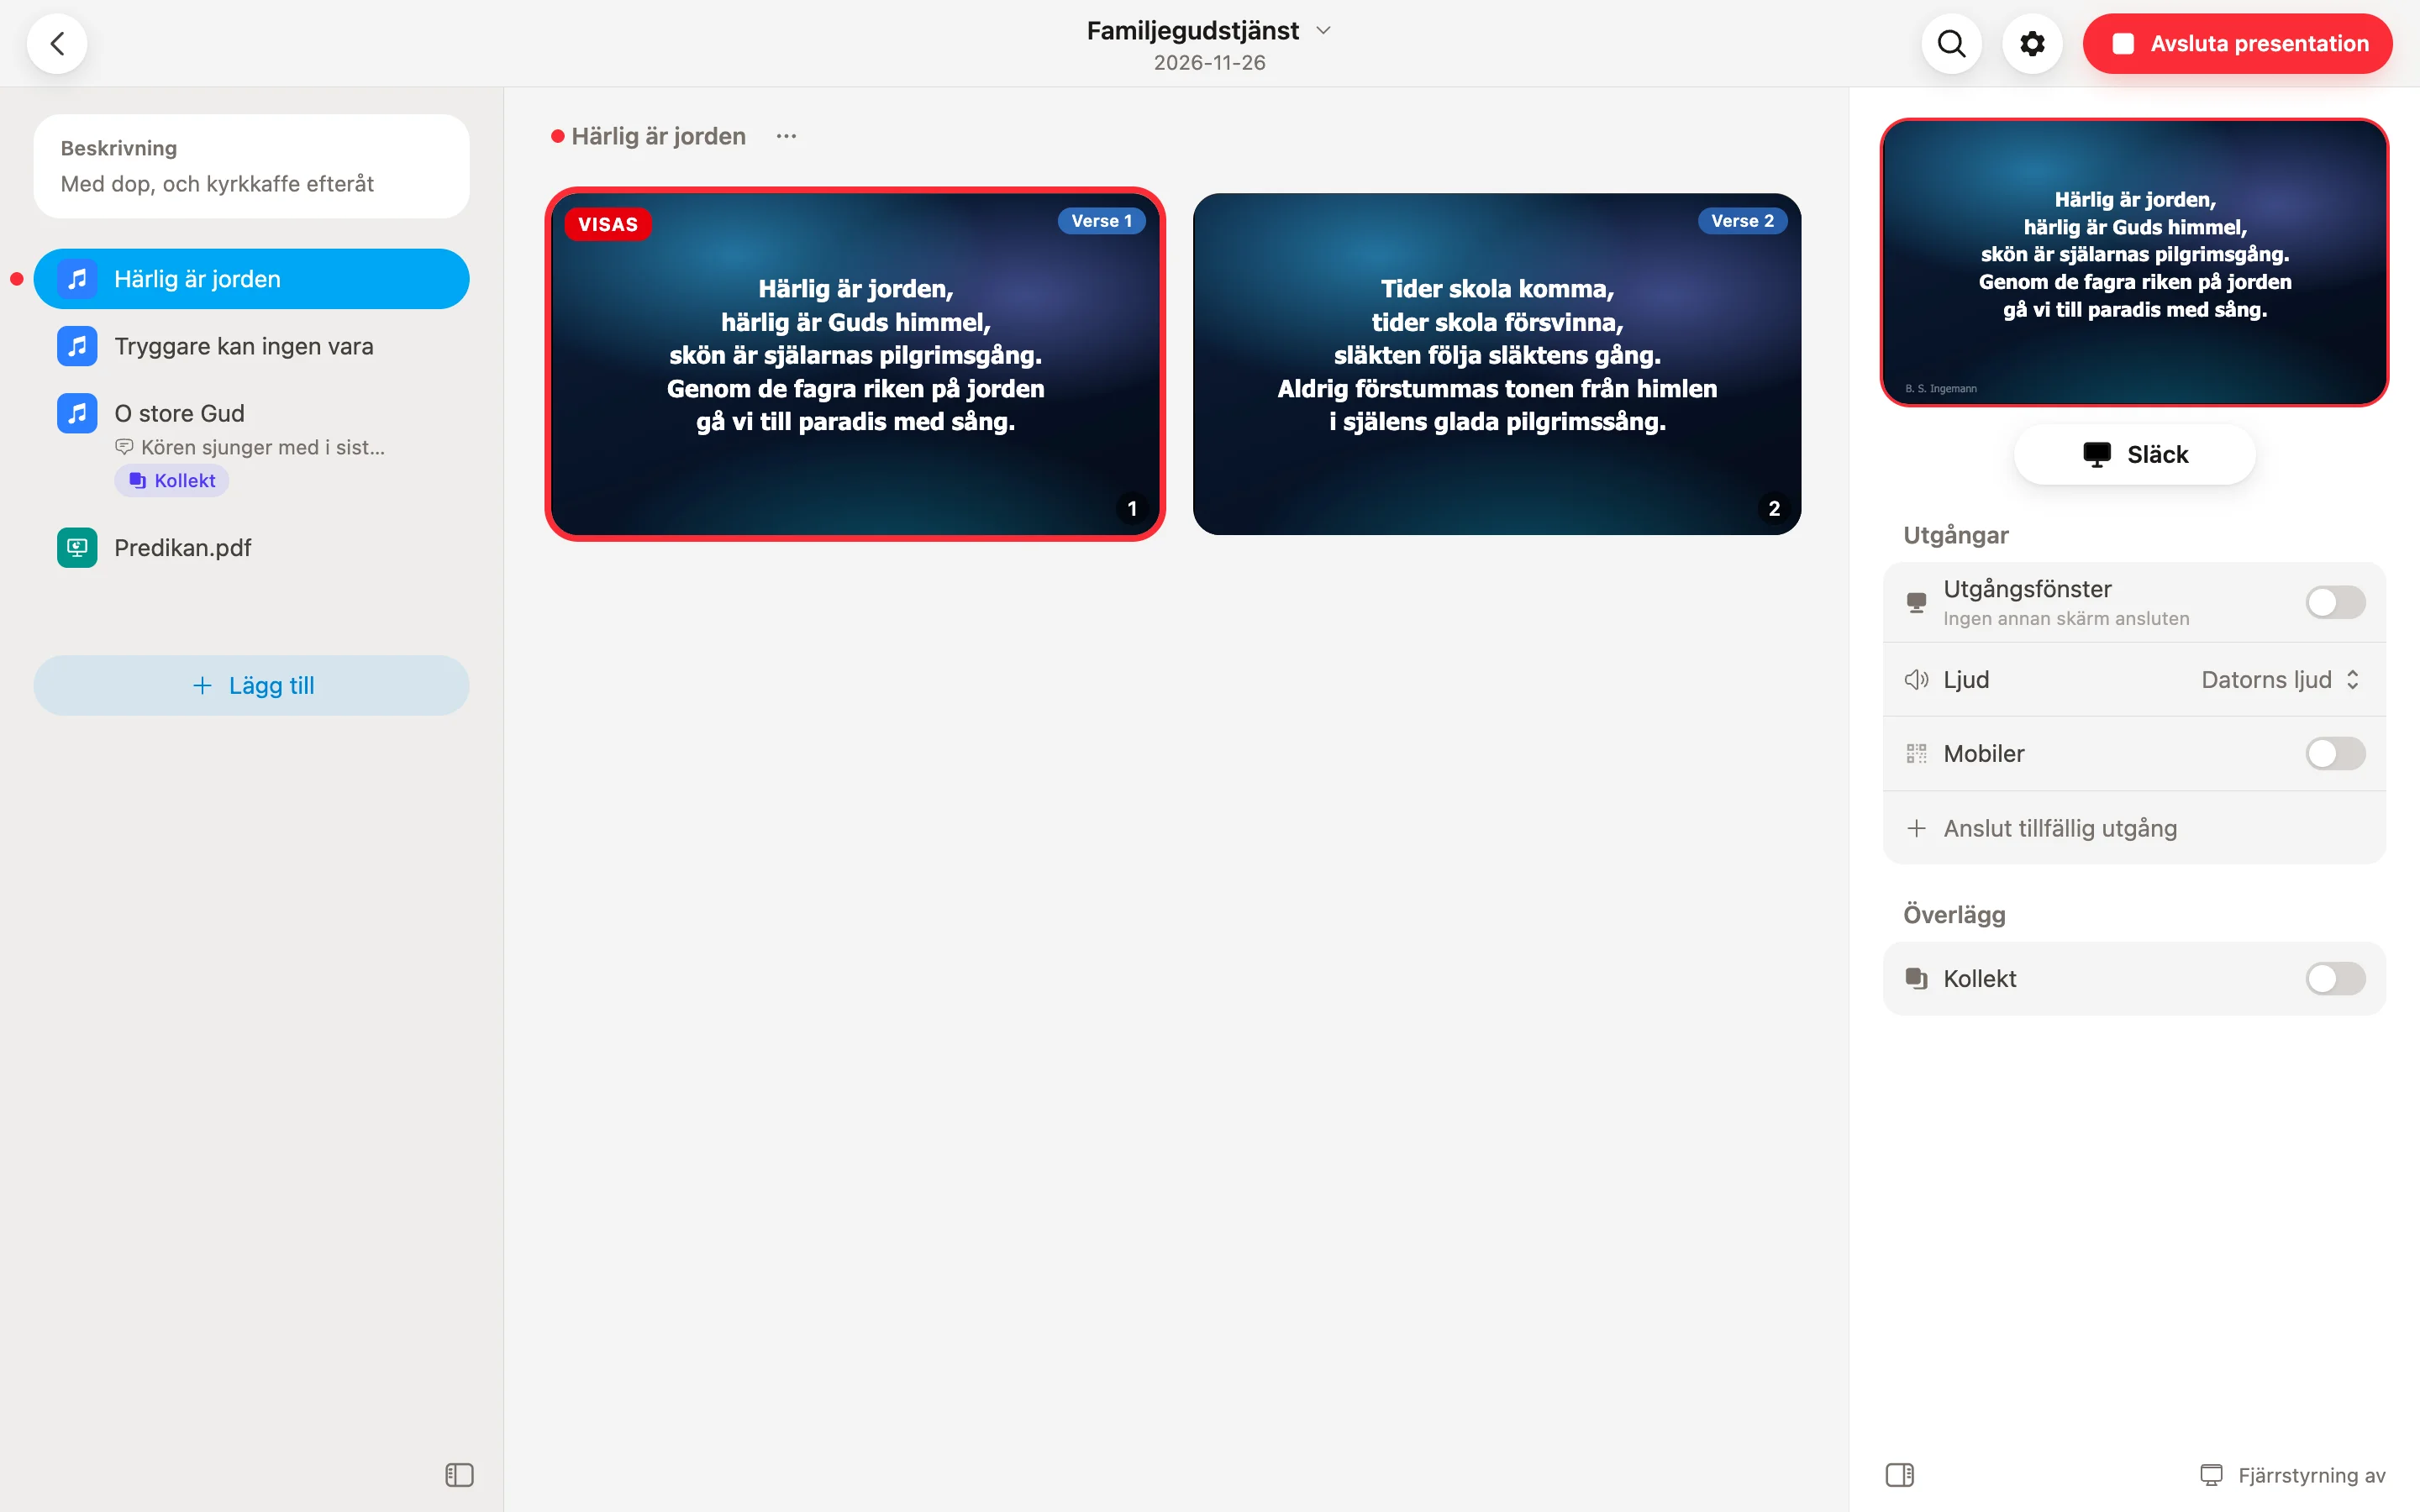 Familjegudstjänst
2026-11-26
Avsluta presentation
Beskrivning
Med dop, och kyrkkaffe efteråt
Härlig är jorden
Tryggare kan ingen vara
O store Gud
Kören sjunger med i sist...
Kollekt
Predikan.pdf
Lägg till
Härlig är jorden
VISAS
Verse 1
Härlig är jorden,
härlig är Guds himmel,
skön är själarnas pilgrimsgång.
Genom de fagra riken på jorden
gå vi till paradis med sång.
1
Verse 2
Tider skola komma,
tider skola försvinna,
släkten följa släktens gång.
Aldrig förstummas tonen från himlen
i själens glada pilgrimssång.
2
Härlig är jorden,
härlig är Guds himmel,
skön är själarnas pilgrimsgång.
Genom de fagra riken på jorden
gå vi till paradis med sång.
B. S. Ingemann
Släck
Utgångar
Utgångsfönster
Ingen annan skärm ansluten
Ljud
Datorns ljud
Mobiler
Anslut tillfällig utgång
Överlägg
Kollekt
Fjärrstyrning av